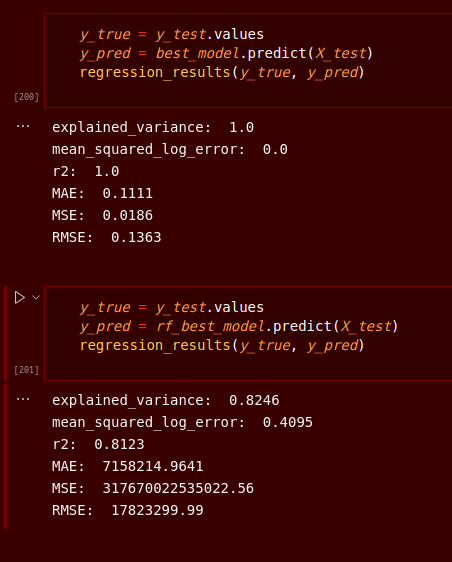 y_true = y_test.values
y_pred = best_model.predict(X_test)
regression_results(y_true, y_pred)
[200]
... explained_variance:  1.0
mean_squared_log_error:  0.0
r2:  1.0
MAE:  0.1111
MSE:  0.0186
RMSE:  0.1363
y_true = y_test.values
y_pred = rf_best_model.predict(X_test)
regression_results(y_true, y_pred)
[201]
... explained_variance:  0.8246
mean_squared_log_error:  0.4095
r2:  0.8123
MAE:  7158214.9641
MSE:  317670022535022.56
RMSE:  17823299.99